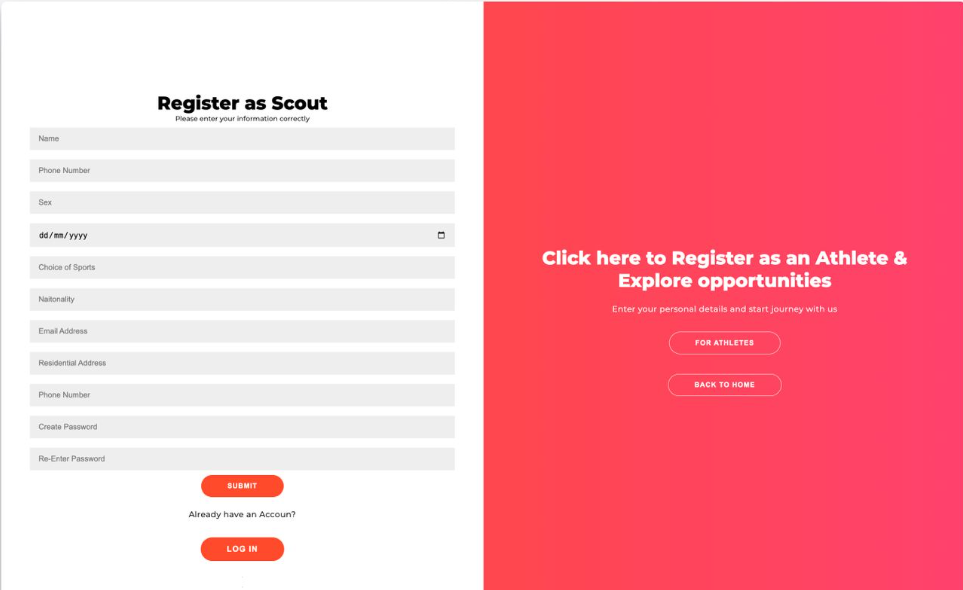 Register as Scout
Please enter your information correctly
Name
Phone Number
Sex
dd/mm/yyyy
Choice of Sports
Naitonality
Email Address
Residential Address
Phone Number
Create Password
Re-Enter Password
SUBMIT
Already have an Accoun?
LOG IN
Click here to Register as an Athlete &
Explore opportunities
Enter your personal details and start journey with us
FOR ATHLETES
BACK TO HOME